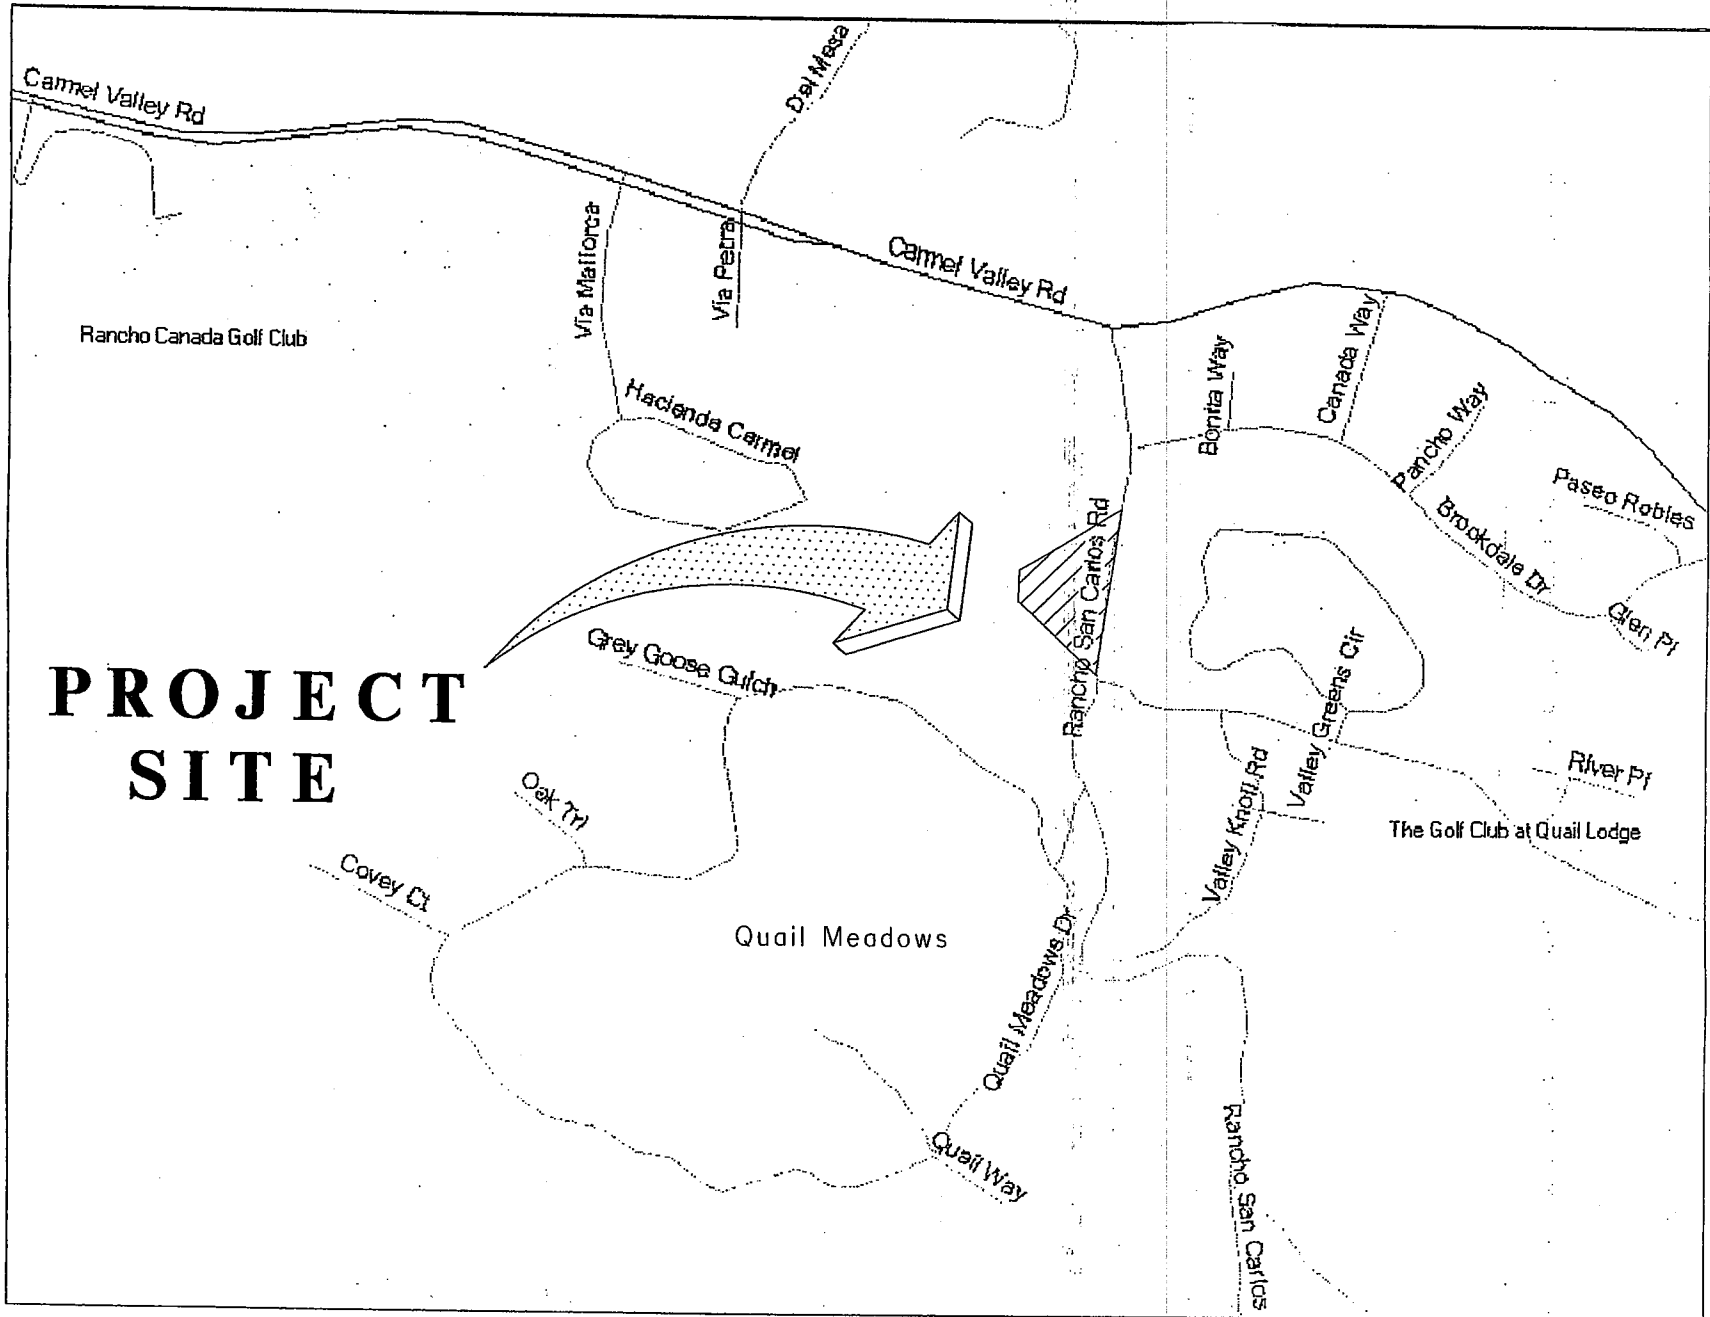 Carmel Valley Rd
Del Mesa
Via Mallorca
Via Petra
Carmel Valley Rd
Rancho Canada Golf Club
Hacienda Carmel
Bonita Way
Canada Way
Pancho Way
Paseo Robles
Brookdale Dr
Glen Pl
Rancho San Carlos Rd
Grey Goose Gulch
PROJECT
SITE
Valley Greens Cir
Valley Knoll Rd
River Pl
The Golf Club at Quail Lodge
Oak Trl
Covey Ct
Quail Meadows
Quail Meadows Dr
Quail Way
Rancho San Carlos